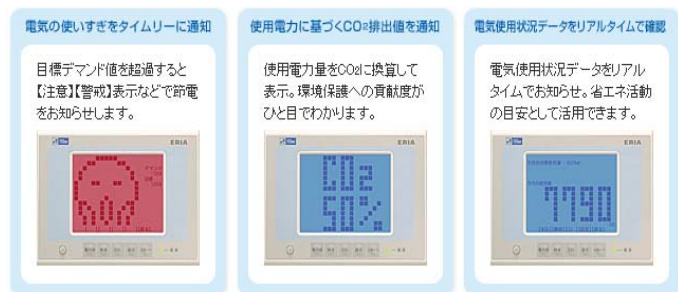 電気の使いすぎをタイムリーに通知
目標デマンド値を超過すると
【注意】【警戒】表示などで節電
をお知らせします。
ERIA
使用電力に基づくCO2排出値を通知
使用電力量をCO2に換算して
表示。環境保護への貢献度が
ひと目でわかります。
ERIA
CO2
90%
電気使用状況データをリアルタイムで確認
電気使用状況データをリアル
タイムでお知らせ。省エネ活動
の目安として活用できます。
ERIA
7790